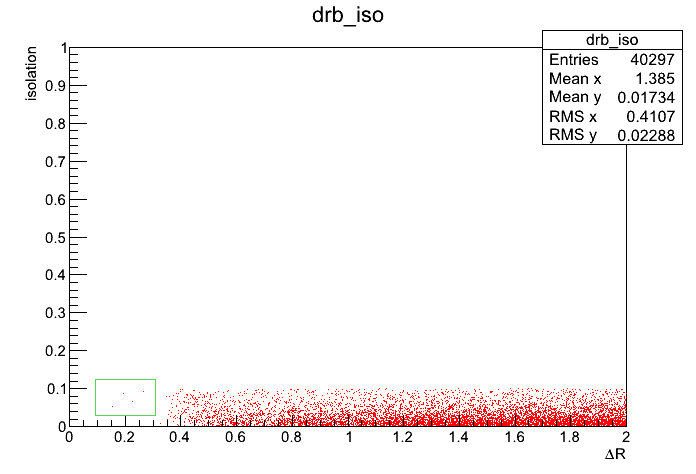 drb_iso
drb_iso
Entries 40297
Mean x 1.385
Mean y 0.01734
RMS x 0.4107
RMS y 0.02288
isolation
1
0.9
0.8
0.7
0.6
0.5
0.4
0.3
0.2
0.1
0
0 0.2 0.4 0.6 0.8 1 1.2 1.4 1.6 1.8 2
ΔR